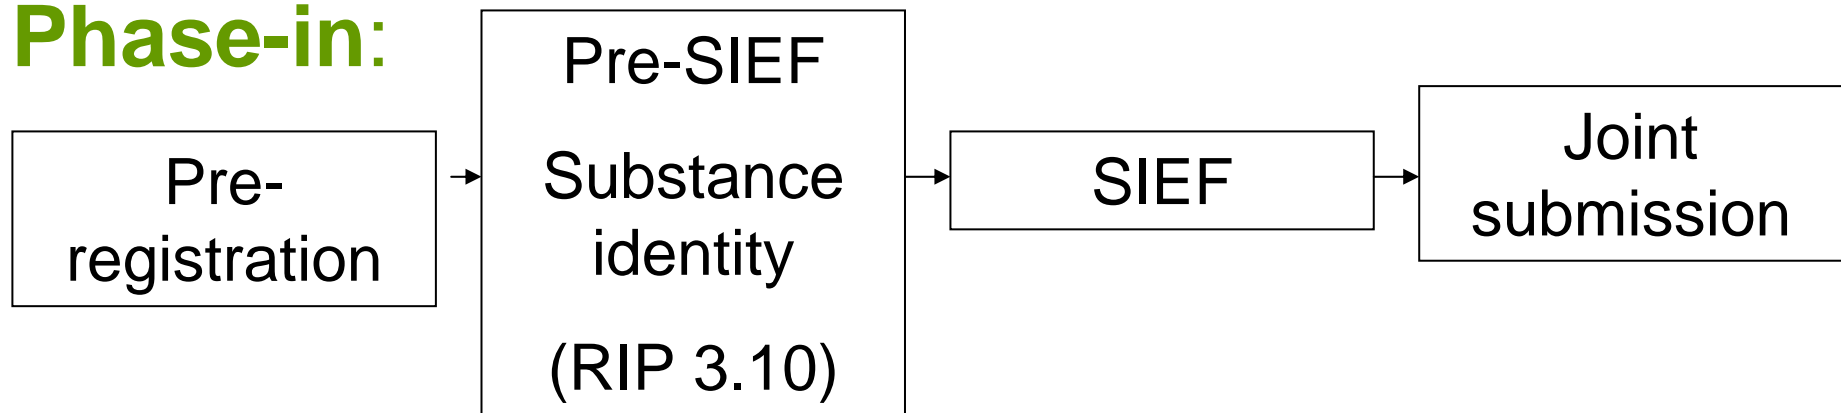 Phase-in:
Pre-
registration
Pre-SIEF
Substance
identity
(RIP 3.10)
SIEF
Joint
submission